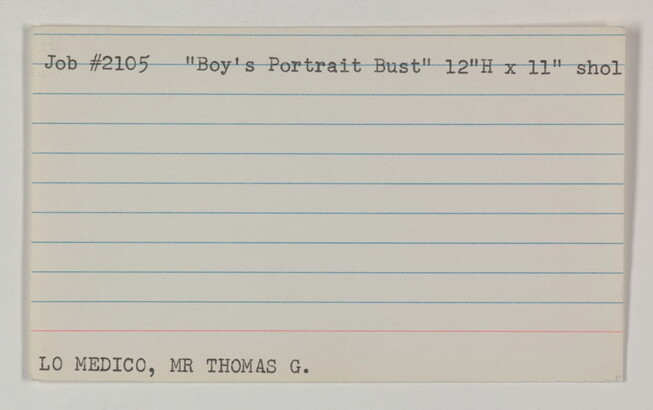 Job #2105 "Boy's Portrait Bust" 12"H x 11" shol
LO MEDICO, MR THOMAS G.